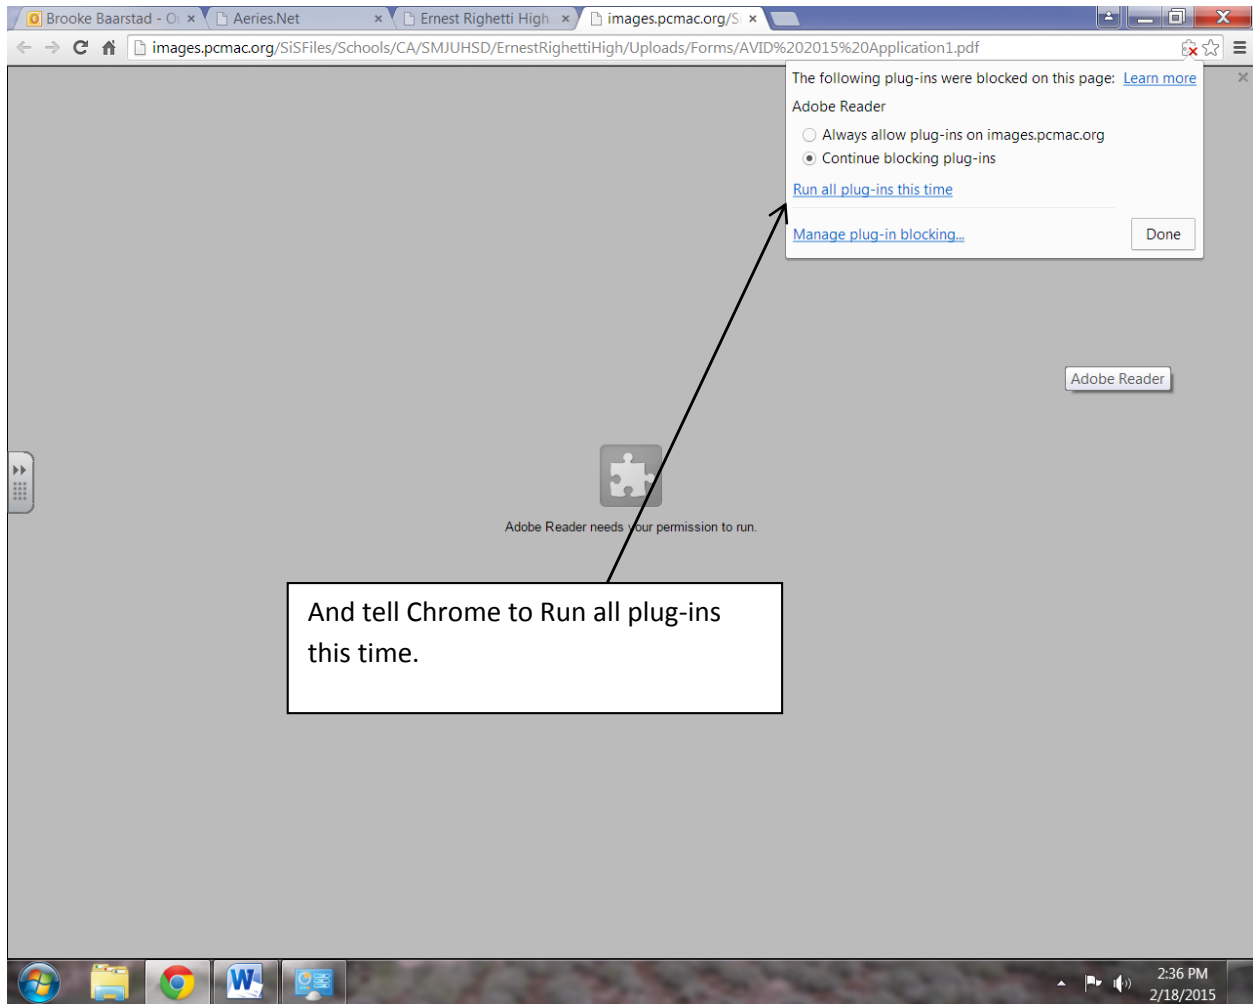 Brooke Baarstad - O
Aeries.Net
Ernest Righetti High
images.pcmac.org/S
images.pcmac.org/SiSFiles/Schools/CA/SMJUHSD/ErnestRighettiHigh/Uploads/Forms/AVID%202015%20Application1.pdf
The following plug-ins were blocked on this page: Learn more
Adobe Reader
Always allow plug-ins on images.pcmac.org
Continue blocking plug-ins
Run all plug-ins this time
Manage plug-in blocking...
Done
Adobe Reader
Adobe Reader needs your permission to run.
And tell Chrome to Run all plug-ins
this time.
2:36 PM
2/18/2015